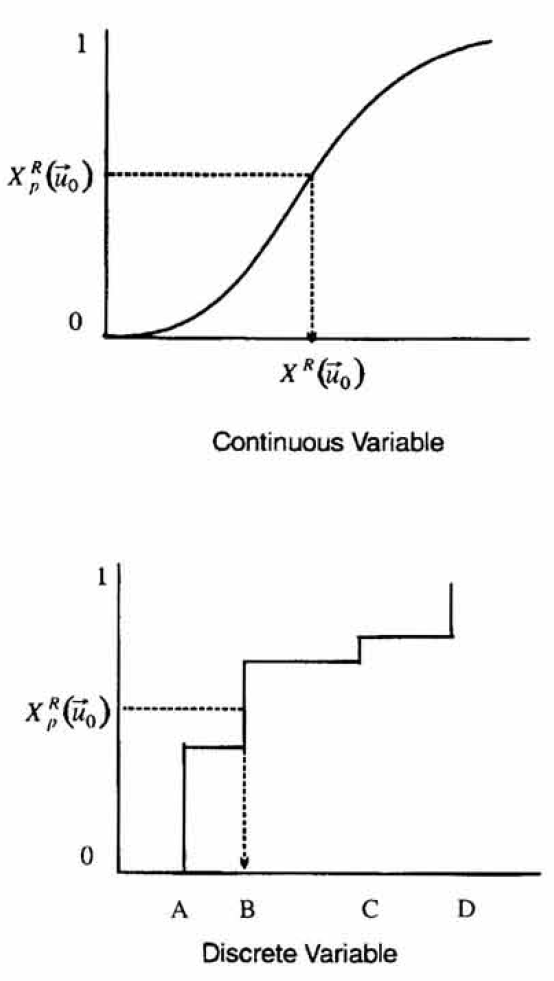 1
X_p^R(u⃗_0)
0
X^R(u⃗_0)
Continuous Variable
1
X_p^R(u⃗_0)
0
A B C D
Discrete Variable